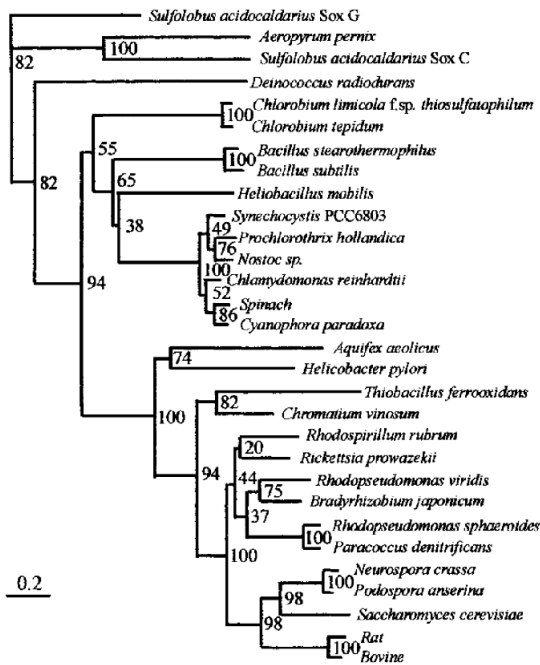 Sulfolobus acidocaldarius Sox G
Aeropyrum pernix
100
82
Sulfolobus acidocaldarius Sox C
Deinococcus radiodurans
Chlorobium limicola f.sp. thiosulfatophilum
100
Chlorobium tepidum
55
Bacillus stearothermophilus
100
Bacillus subtilis
82
65
Heliobacillus mobilis
Synechocystis PCC6803
38
49
Prochlorothrix hollandica
76
Nostoc sp.
100
94
Chlamydomonas reinhardtii
52
Spinach
86
Cyanophora paradoxa
Aquifex aeolicus
74
Helicobacter pylori
Thiobacillus ferrooxidans
82
100
Chromatium vinosum
Rhodospirillum rubrum
20
Rickettsia prowazekii
94
44
Rhodopseudomonas viridis
75
Bradyrhizobium japonicum
37
Rhodopseudomonas sphaeroides
100
Paracoccus denitrificans
100
Neurospora crassa
0.2
100
Podospora anserina
98
Saccharomyces cerevisiae
98
Rat
100
Bovine